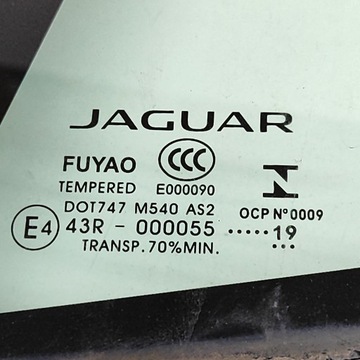 JAGUAR
FUYAO CCC
TEMPERED E000090
DOT747 M540 AS2 OCP Nº0009
E4 43R - 000055 ·····19
TRANSP. 70% MIN. ···